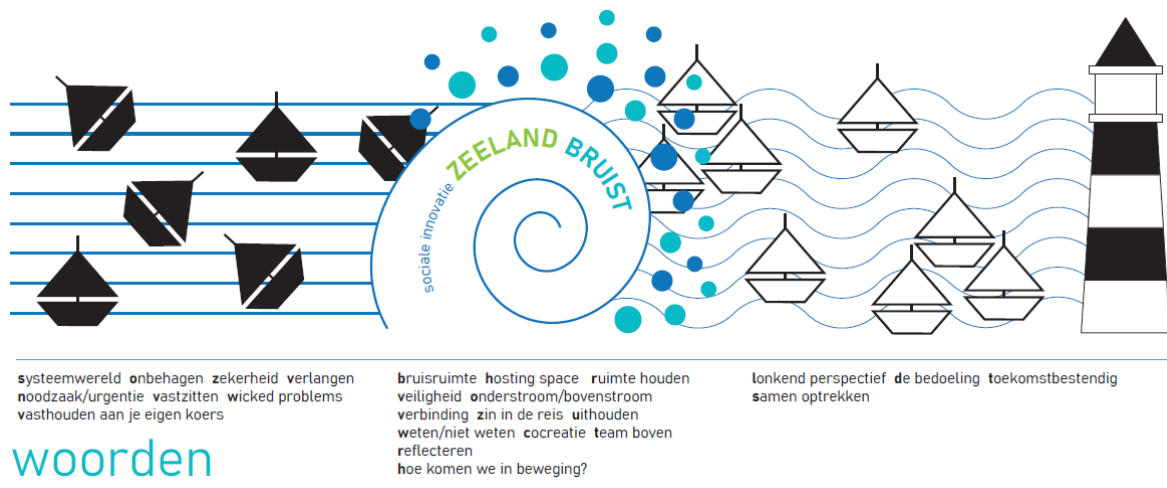 sociale innovatie
ZEELAND BRUIST
systeemwereld onbehagen zekerheid verlangen
noodzaak/urgentie vastzitten wicked problems
vasthouden aan je eigen koers
woorden
bruisruimte hosting space ruimte houden
veiligheid onderstroom/bovenstroom
verbinding zin in de reis uithouden
weten/niet weten cocreatie team boven
reflecteren
hoe komen we in beweging?
lonkend perspectief de bedoeling toekomstbestendig
samen optrekken